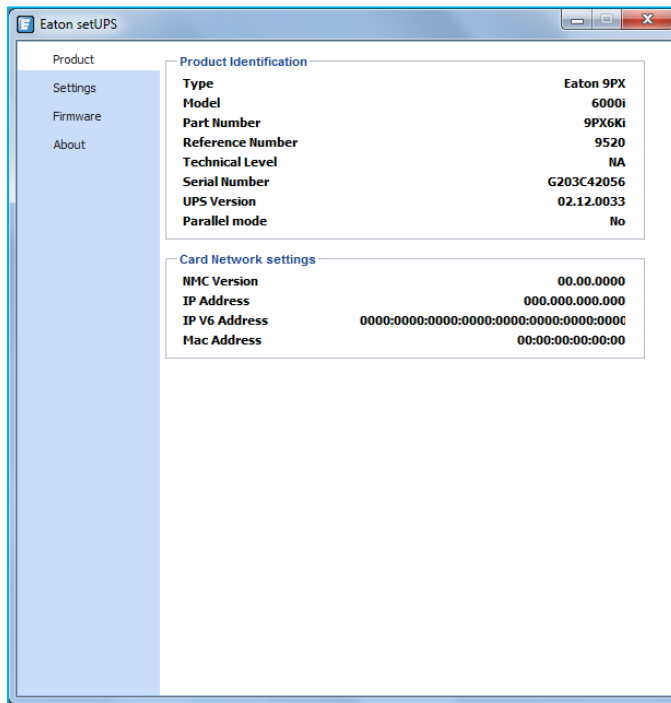 Eaton setUPS
Product
Settings
Firmware
About
Product Identification
Type Eaton 9PX
Model 6000i
Part Number 9PX6Ki
Reference Number 9520
Technical Level NA
Serial Number G203C42056
UPS Version 02.12.0033
Parallel mode No
Card Network settings
NMC Version 00.00.0000
IP Address 000.000.000.000
IP V6 Address 0000:0000:0000:0000:0000:0000:0000:0000
Mac Address 00:00:00:00:00:00